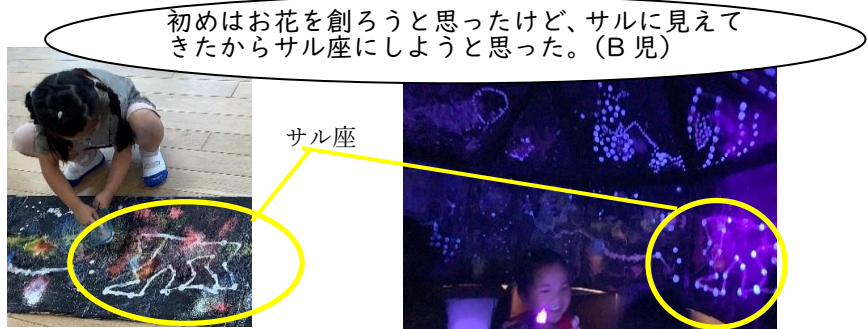 初めはお花を創ろうと思ったけど、サルに見えて
きたからサル座にしようと思った。（B 児）
サル座